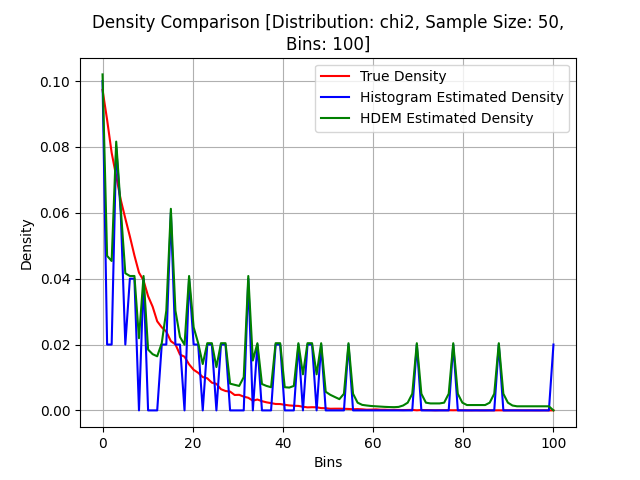 Density Comparison [Distribution: chi2, Sample Size: 50,
Bins: 100]
True Density
Histogram Estimated Density
HDEM Estimated Density
Density
0.10
0.08
0.06
0.04
0.02
0.00
0 20 40 60 80 100
Bins